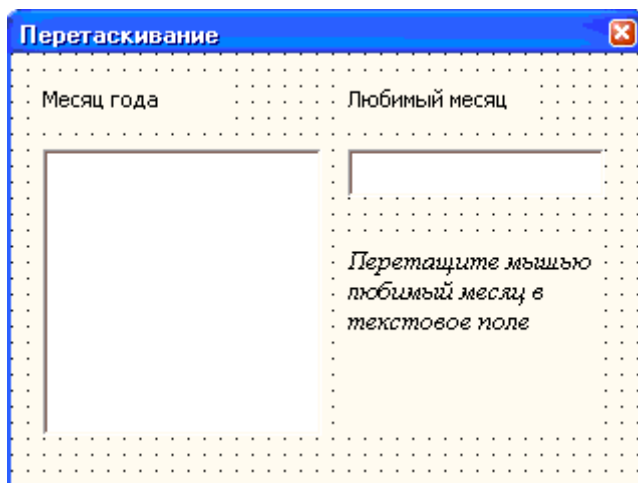 Перетаскивание
Месяц года
Любимый месяц
Перетащите мышью
любимый месяц в
текстовое поле